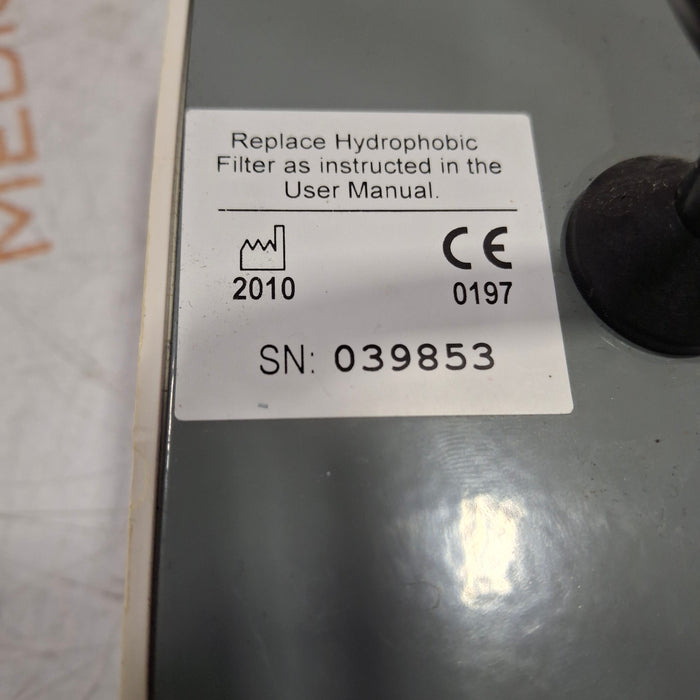 Replace Hydrophobic
Filter as instructed in the
User Manual.
2010
CE
0197
SN: 039853